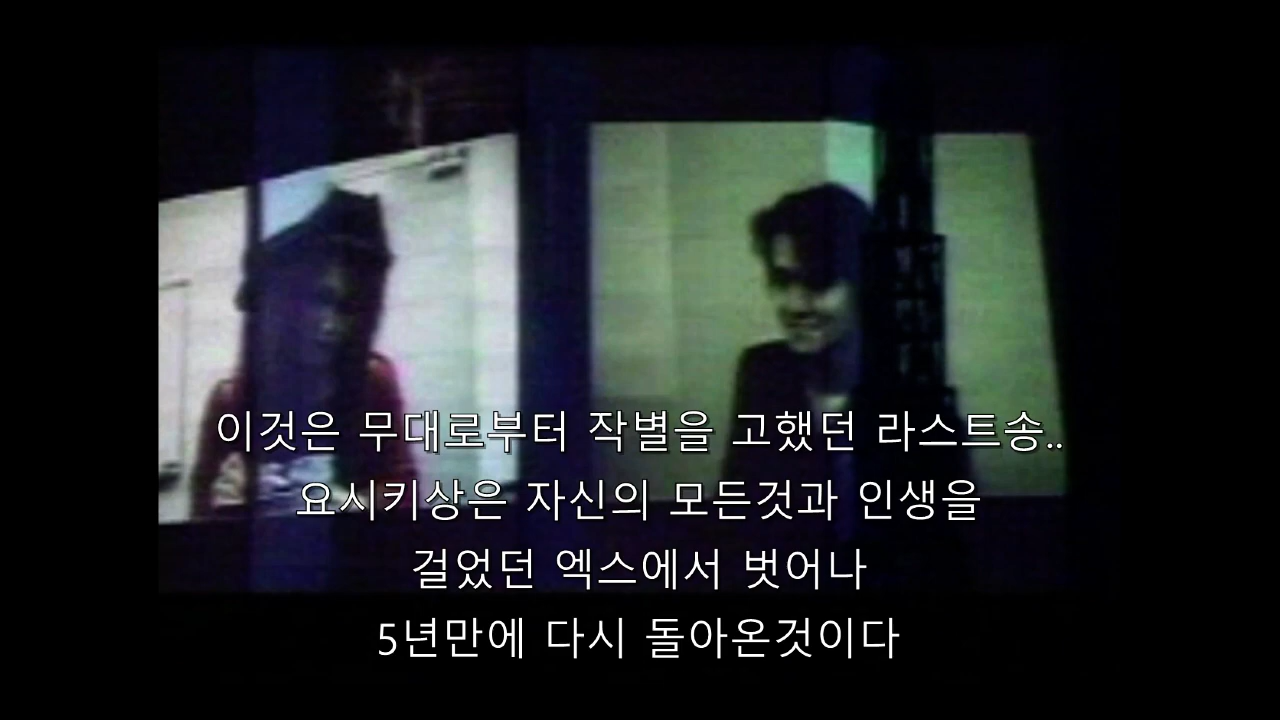 이것은 무대로부터 작별을 고했던 라스트송..
요시키상은 자신의 모든것과 인생을
걸었던 엑스에서 벗어나
5년만에 다시 돌아온것이다